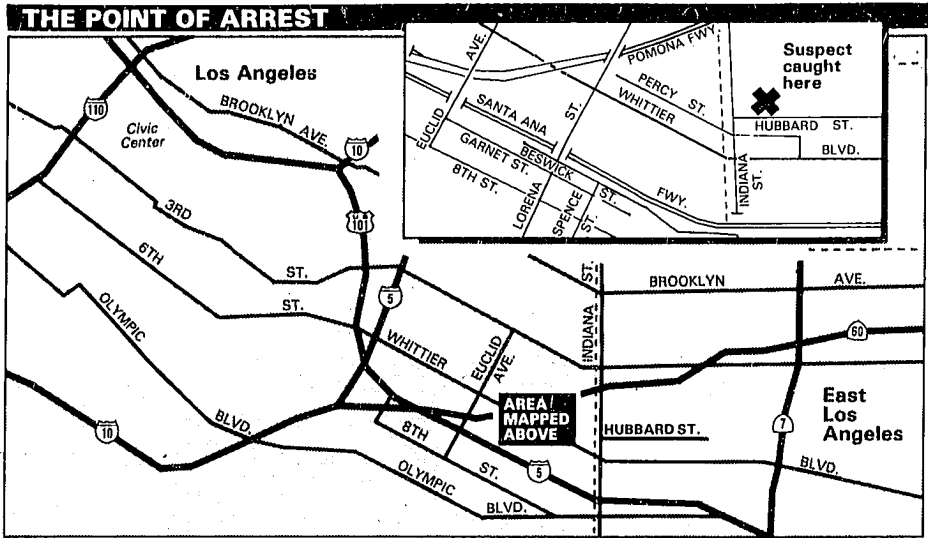 THE POINT OF ARREST
Los Angeles
BROOKLYN AVE.
110
Civic
Center
10
3RD
ST.
101
6TH
ST.
OLYMPIC
BLVD.
5
WHITTIER
EUCLID
AVE.
10
8TH
ST.
OLYMPIC
BLVD.
5
AREA
MAPPED
ABOVE
INDIANA
ST.
BROOKLYN
AVE.
60
HUBBARD ST.
7
East
Los
Angeles
BLVD.
EUCLID
AVE.
POMONA FWY.
PERCY ST.
WHITTIER
BLVD.
SANTA ANA
FWY.
GARNET ST.
BESWICK
ST.
8TH ST.
LORENA
ST.
SPENCE
ST.
INDIANA
ST.
HUBBARD ST.
Suspect
caught
here